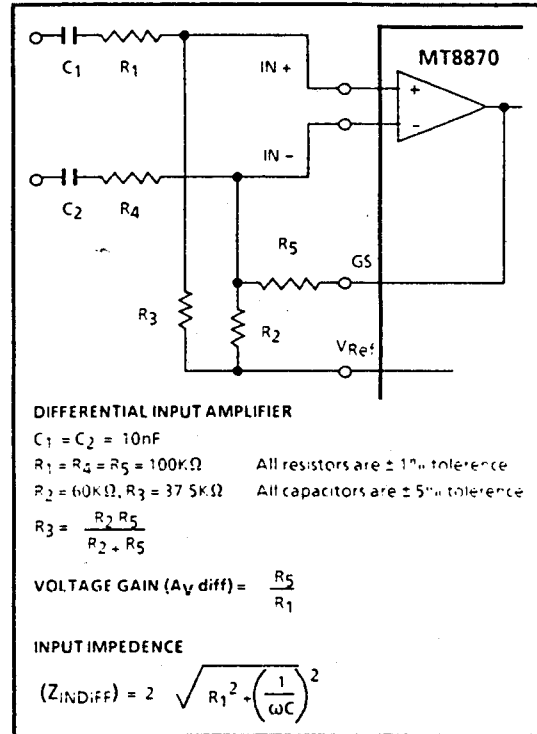 MT8870
C1
R1
IN +
+
−
IN −
C2
R4
R5
GS
R3
R2
VRef
DIFFERENTIAL INPUT AMPLIFIER
C1 = C2 = 10nF
R1 = R4 = R5 = 100KΩ All resistors are ± 1% tolerence
R2 = 60KΩ, R3 = 37.5KΩ All capacitors are ± 5% tolerence
R3 = R2 R5 / R2 + R5
VOLTAGE GAIN (Av diff) = R5 / R1
INPUT IMPEDENCE
(ZINDIFF) = 2 √ R1² + (1 / ωC)²